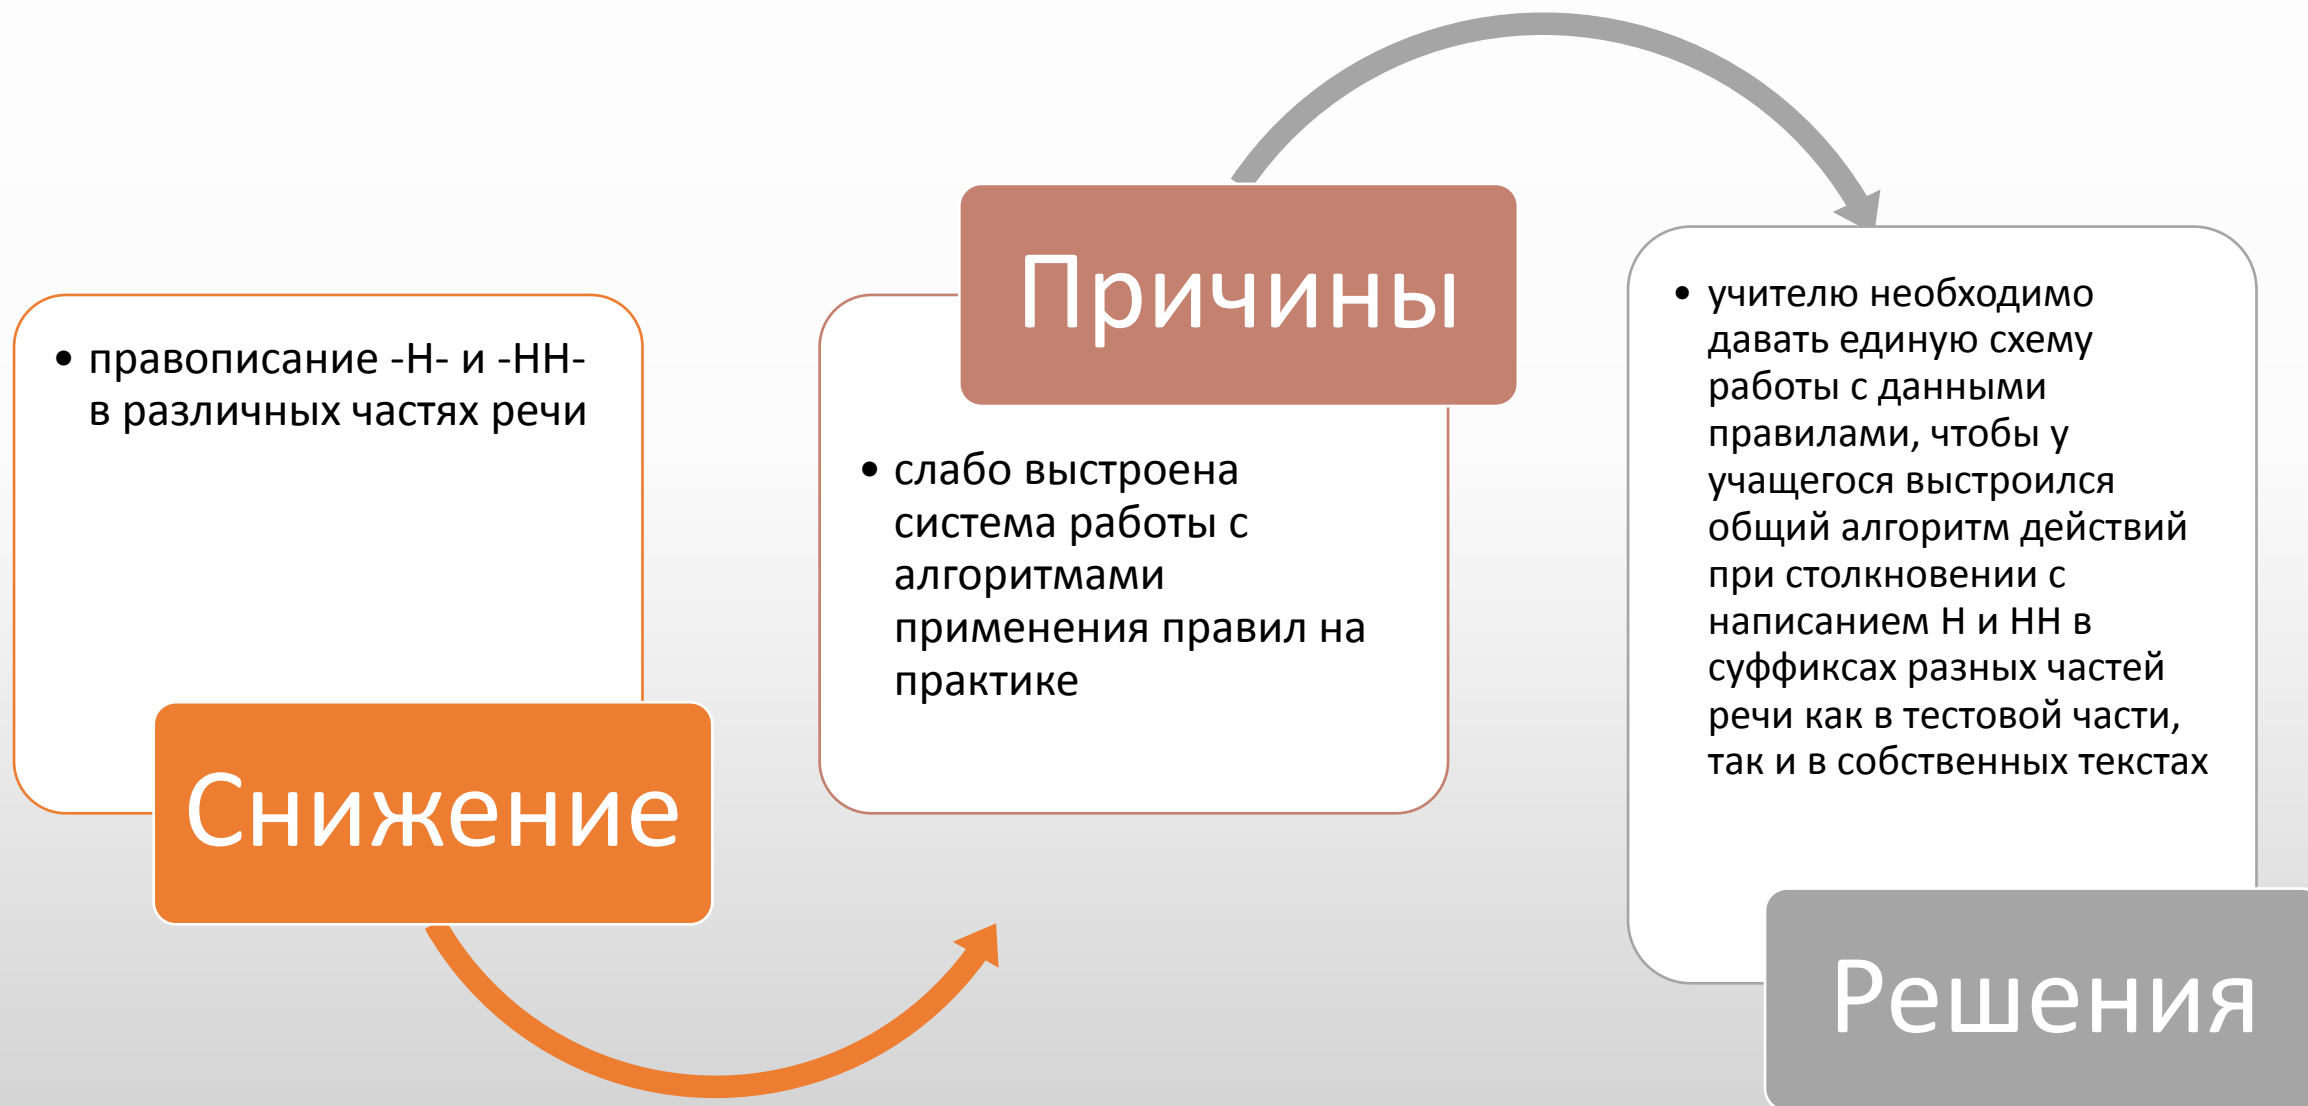 • правописание -Н- и -НН-
в различных частях речи
Снижение
Причины
• слабо выстроена
система работы с
алгоритмами
применения правил на
практике
• учителю необходимо
давать единую схему
работы с данными
правилами, чтобы у
учащегося выстроился
общий алгоритм действий
при столкновении с
написанием Н и НН в
суффиксах разных частей
речи как в тестовой части,
так и в собственных текстах
Решения